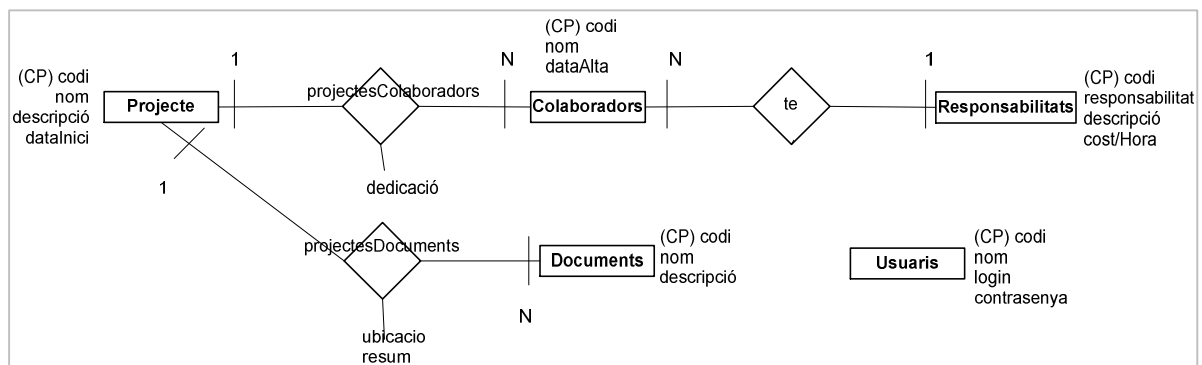 1
N
(CP) codi
nom
dataAlta
N
1
(CP) codi
nom
descripció
dataInici
Projecte
projectesColaboradors
Colaboradors
te
Responsabilitats
(CP) codi
responsabilitat
descripció
cost/Hora
1
dedicació
projectesDocuments
Documents
(CP) codi
nom
descripció
Usuaris
(CP) codi
nom
login
contrasenya
N
ubicacio
resum